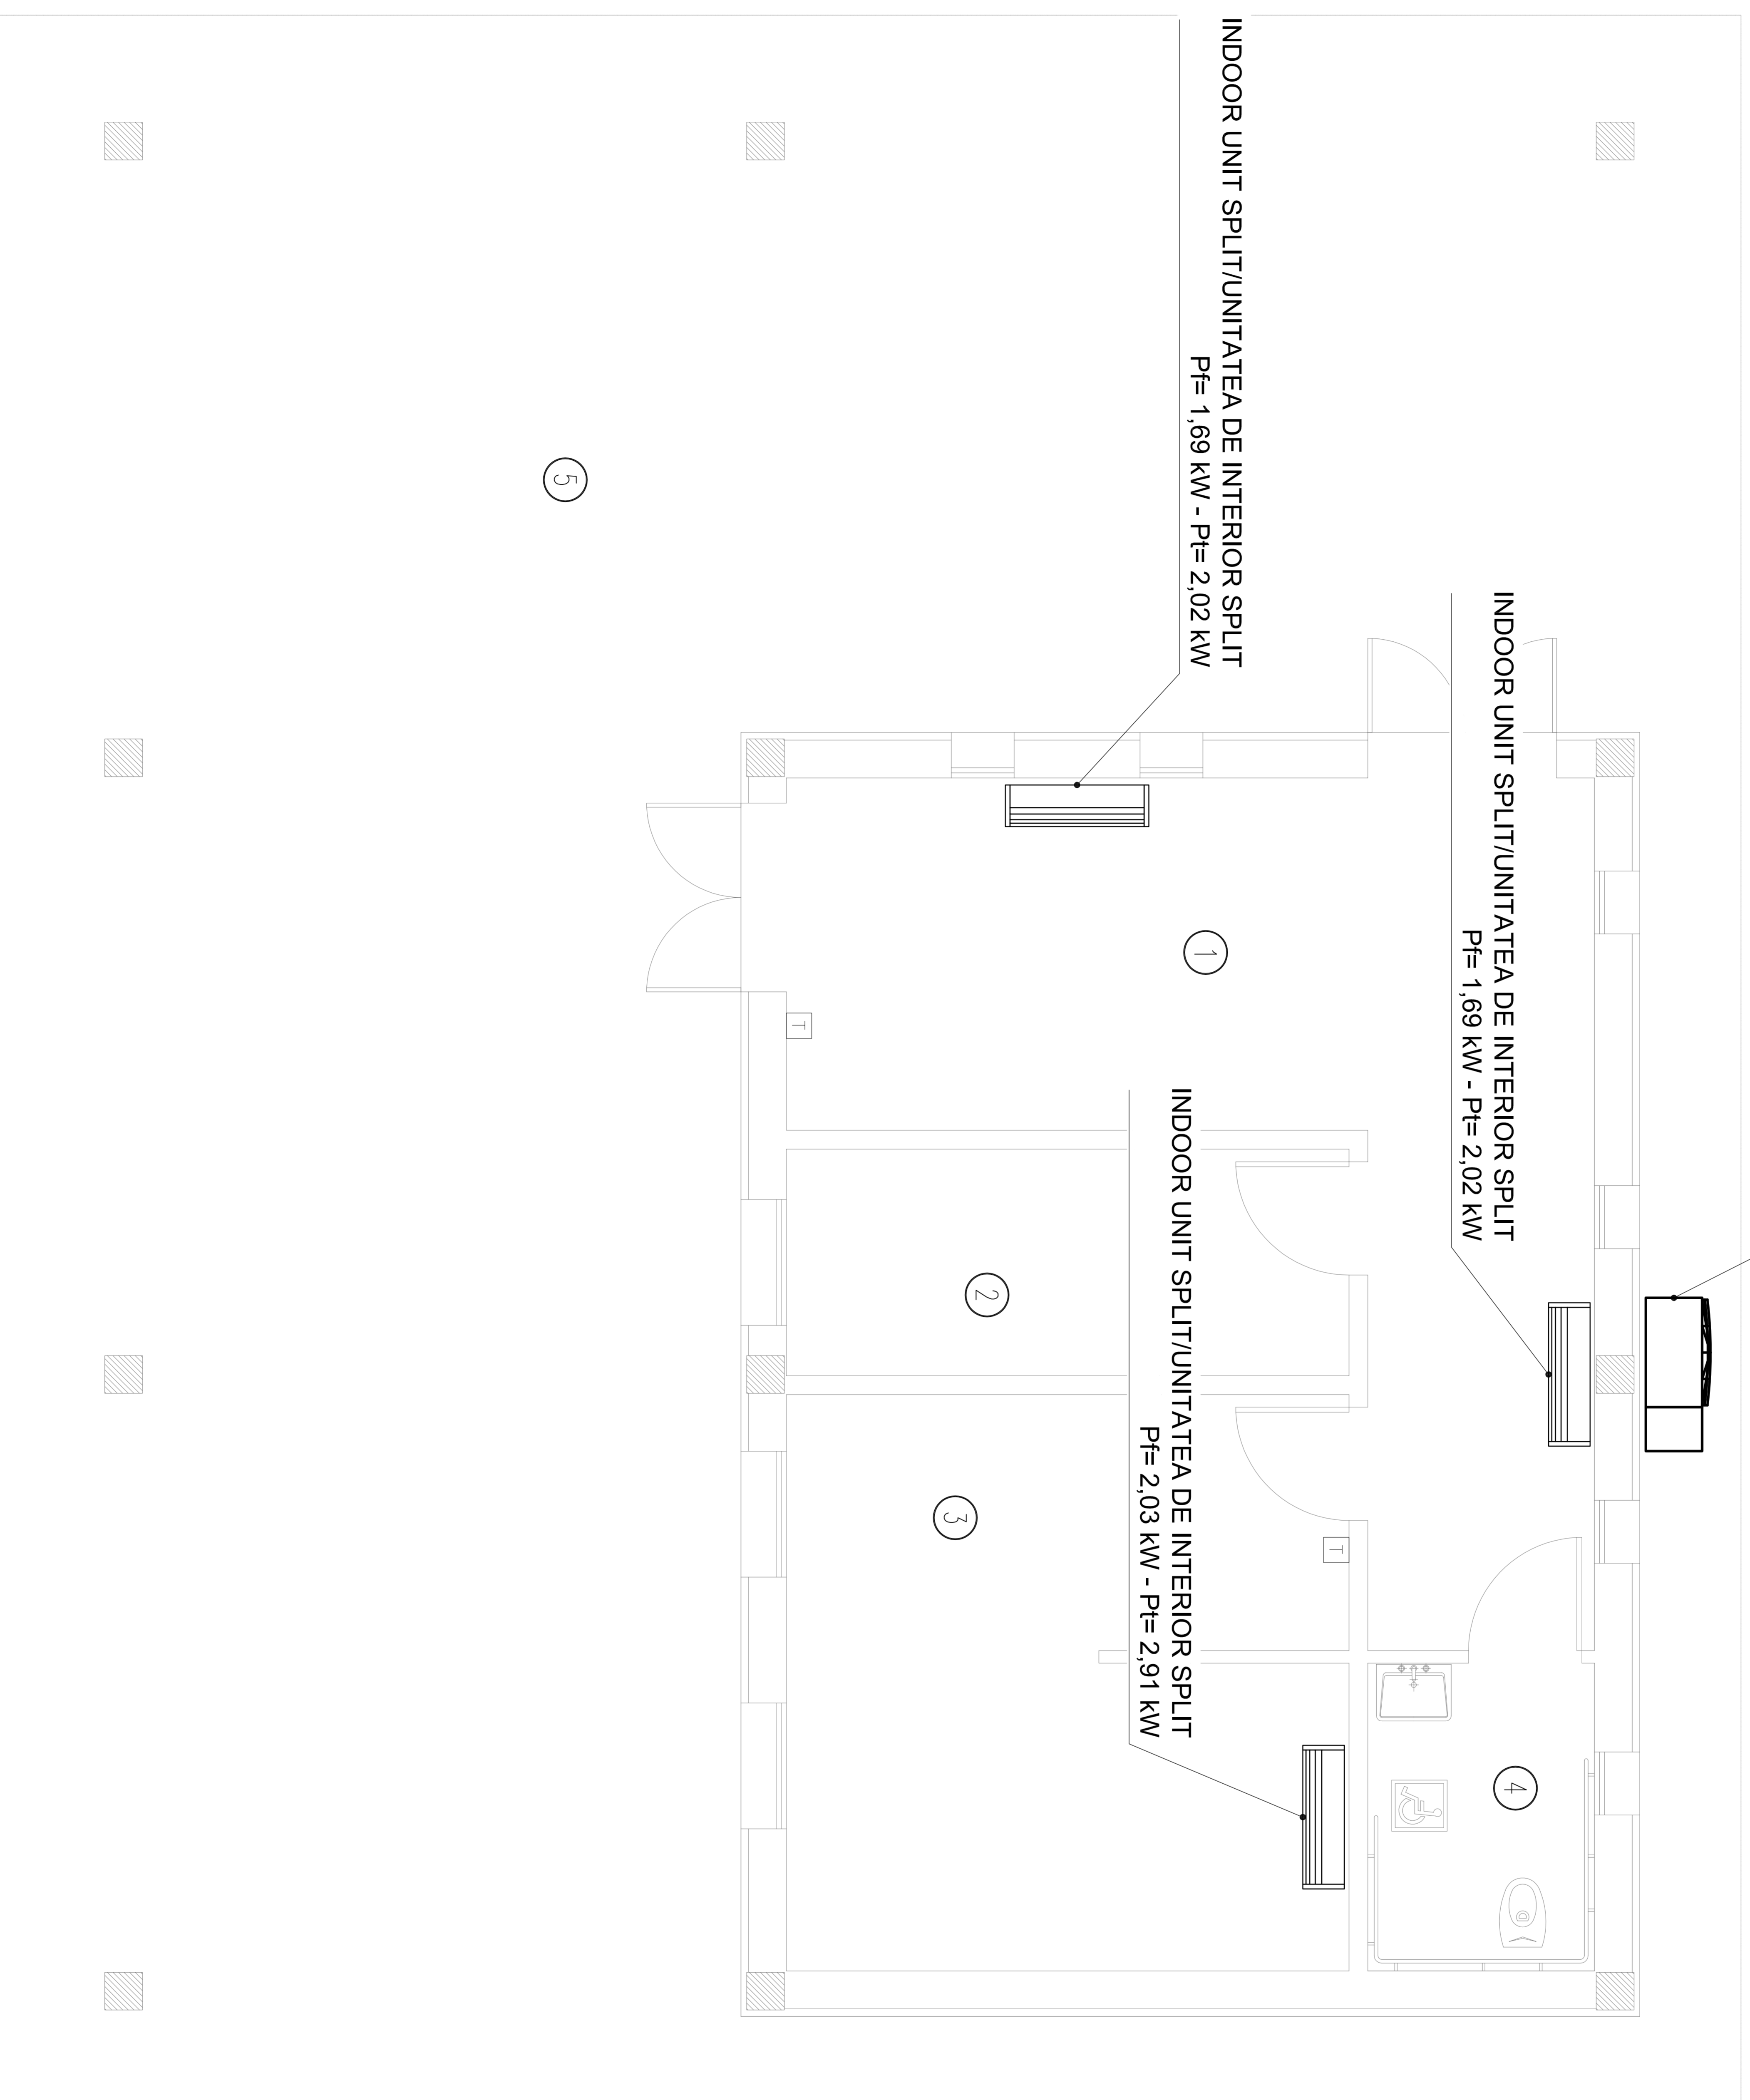 INDOOR UNIT SPLIT/UNITATEA DE INTERIOR SPLIT
Pf= 1,69 kW - Pt= 2,02 kW
INDOOR UNIT SPLIT/UNITATEA DE INTERIOR SPLIT
Pf= 1,69 kW - Pt= 2,02 kW
INDOOR UNIT SPLIT/UNITATEA DE INTERIOR SPLIT
Pf= 2,03 kW - Pt= 2,91 kW
5
1
T
2
3
T
4